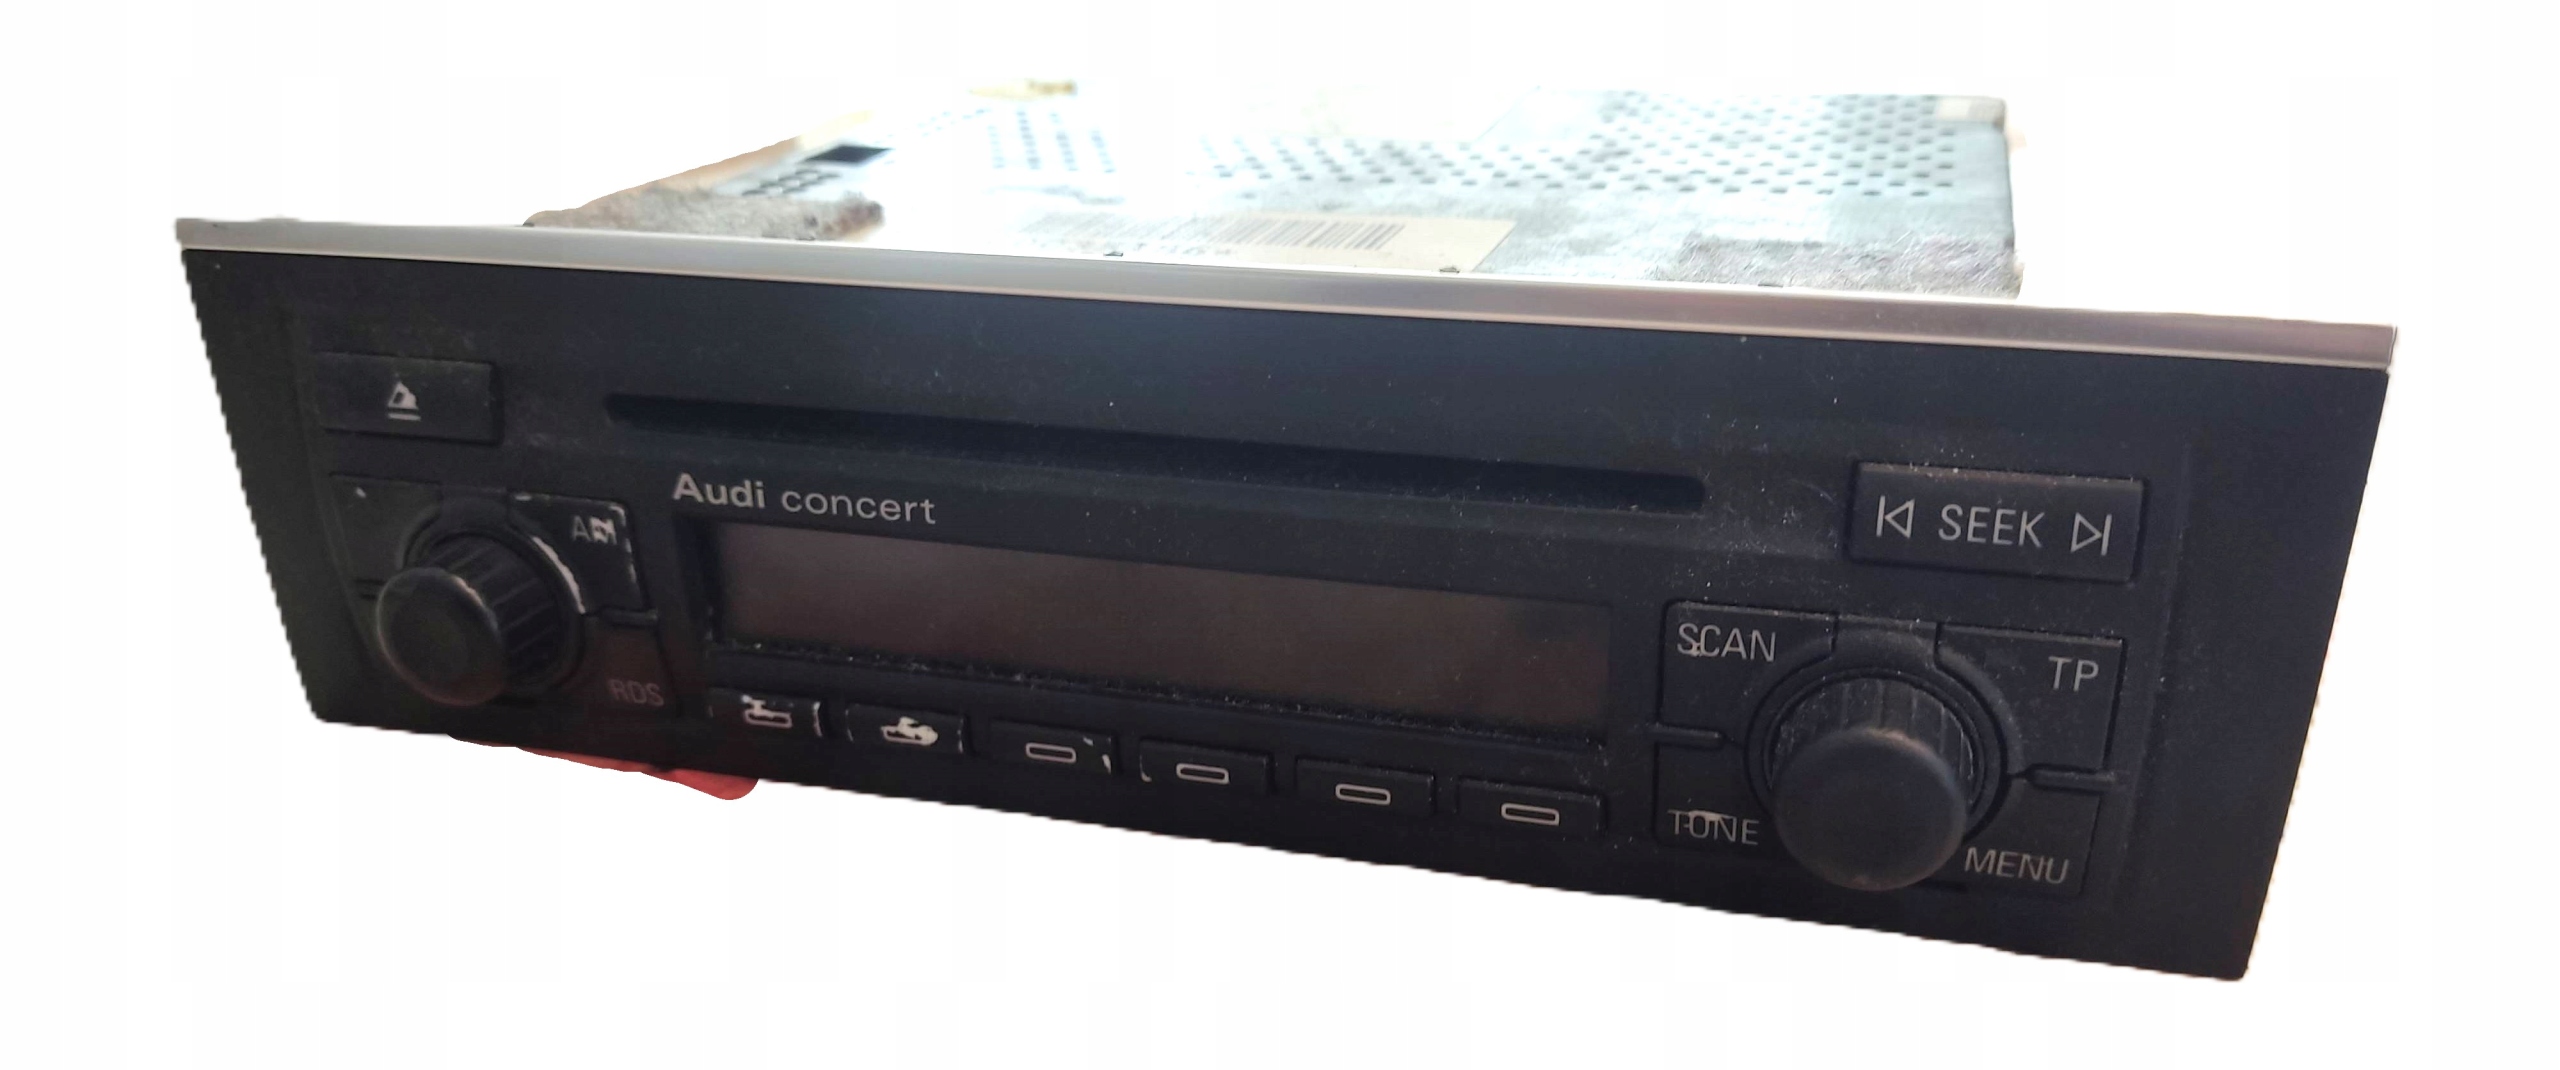 Audi concert
SEEK
AM
SCAN
TP
RDS
TONE
MENU